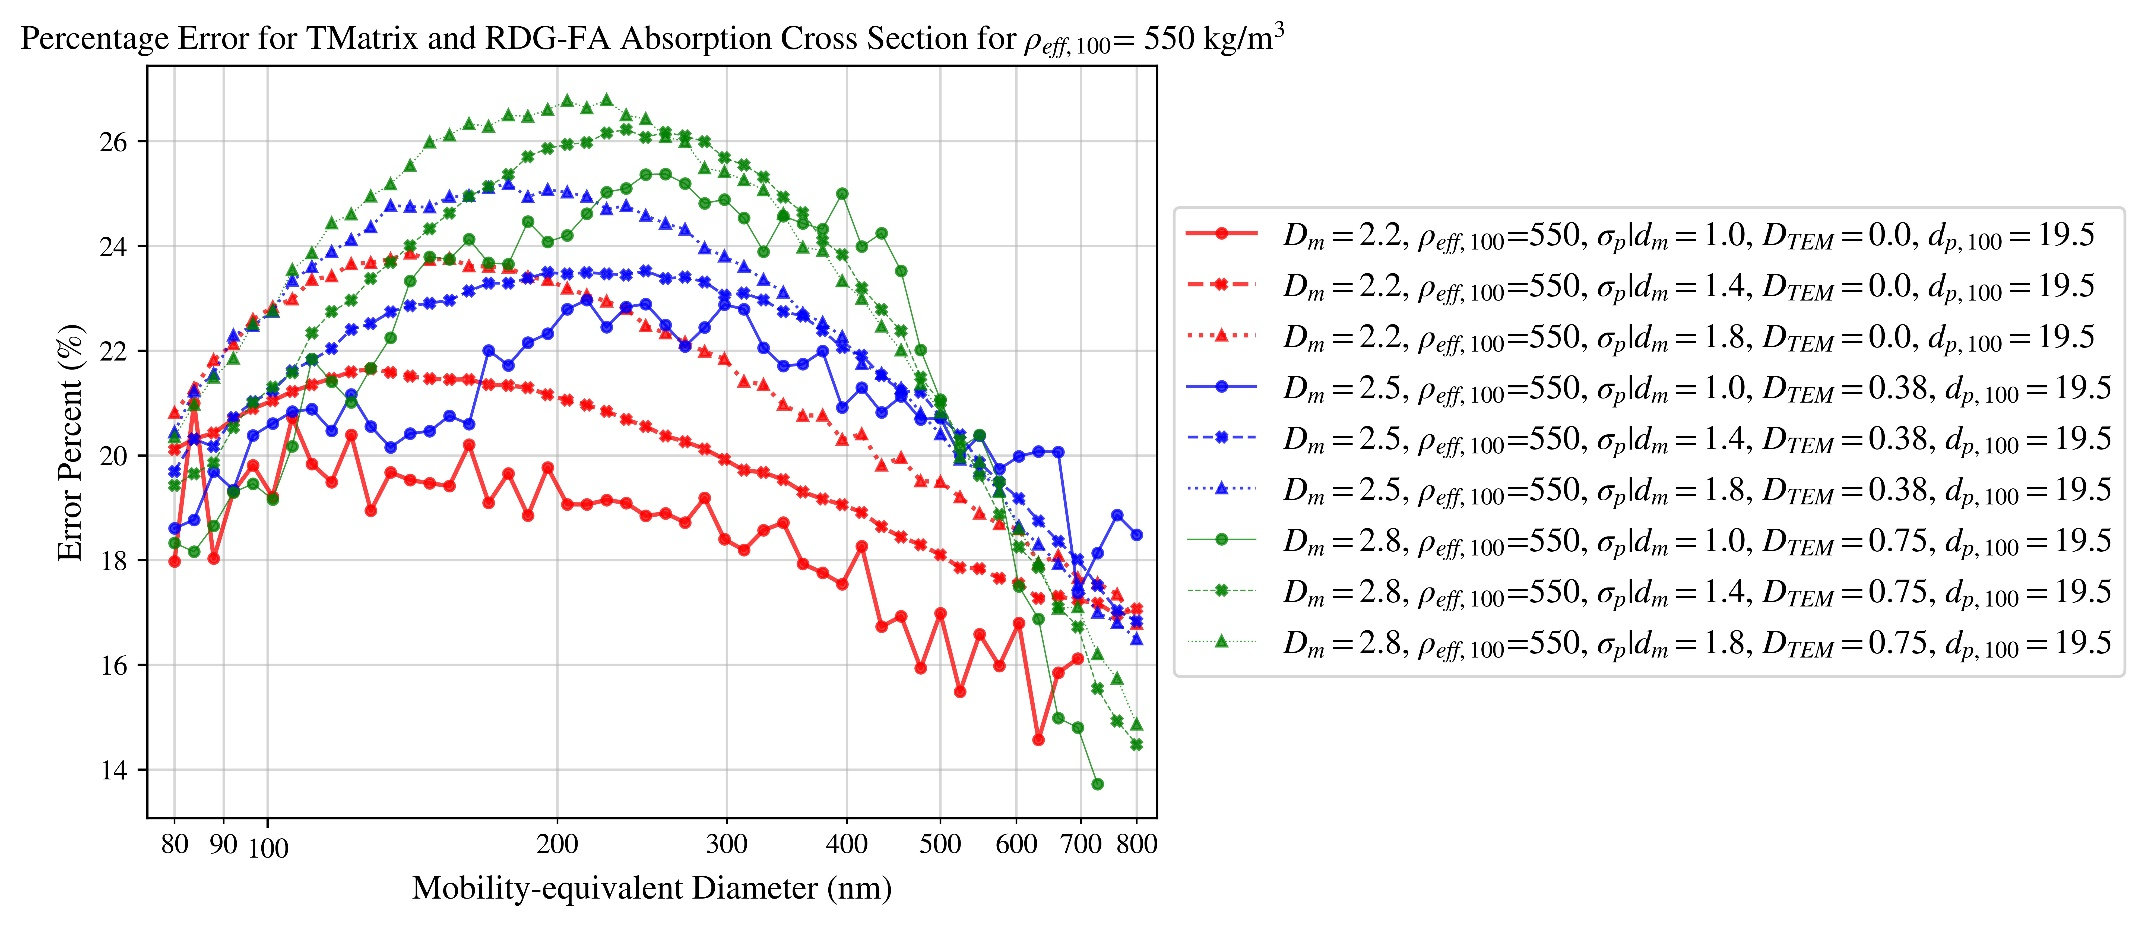 Percentage Error for TMatrix and RDG-FA Absorption Cross Section for ρeff, 100= 550 kg/m³
26
24
22
20
18
16
14
Error Percent (%)
80 90 100 200 300 400 500 600 700 800
Mobility-equivalent Diameter (nm)
Dm = 2.2, ρeff, 100=550, σp|dm = 1.0, DTEM = 0.0, dp, 100 = 19.5
Dm = 2.2, ρeff, 100=550, σp|dm = 1.4, DTEM = 0.0, dp, 100 = 19.5
Dm = 2.2, ρeff, 100=550, σp|dm = 1.8, DTEM = 0.0, dp, 100 = 19.5
Dm = 2.5, ρeff, 100=550, σp|dm = 1.0, DTEM = 0.38, dp, 100 = 19.5
Dm = 2.5, ρeff, 100=550, σp|dm = 1.4, DTEM = 0.38, dp, 100 = 19.5
Dm = 2.5, ρeff, 100=550, σp|dm = 1.8, DTEM = 0.38, dp, 100 = 19.5
Dm = 2.8, ρeff, 100=550, σp|dm = 1.0, DTEM = 0.75, dp, 100 = 19.5
Dm = 2.8, ρeff, 100=550, σp|dm = 1.4, DTEM = 0.75, dp, 100 = 19.5
Dm = 2.8, ρeff, 100=550, σp|dm = 1.8, DTEM = 0.75, dp, 100 = 19.5